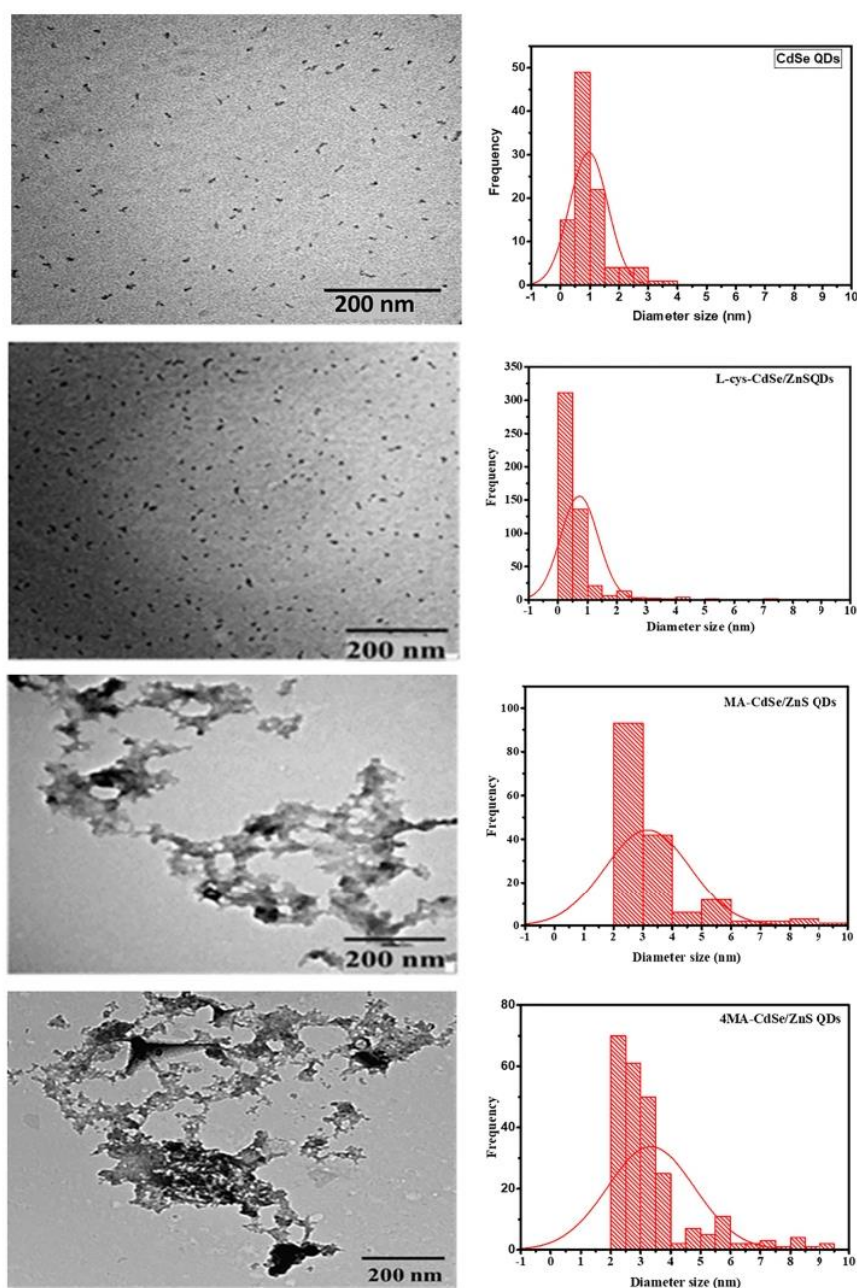 200 nm
CdSe QDs
Frequency
50
40
30
20
10
0
-1 0 1 2 3 4 5 6 7 8 9 10
Diameter size (nm)
200 nm
L-cys-CdSe/ZnSQDs
Frequency
350
300
250
200
150
100
50
0
-1 0 1 2 3 4 5 6 7 8 9 10
Diameter size (nm)
200 nm
MA-CdSe/ZnS QDs
Frequency
100
80
60
40
20
0
-1 0 1 2 3 4 5 6 7 8 9 10
Diameter size (nm)
200 nm
4MA-CdSe/ZnS QDs
Frequency
80
60
40
20
0
-1 0 1 2 3 4 5 6 7 8 9 10
Diameter size (nm)